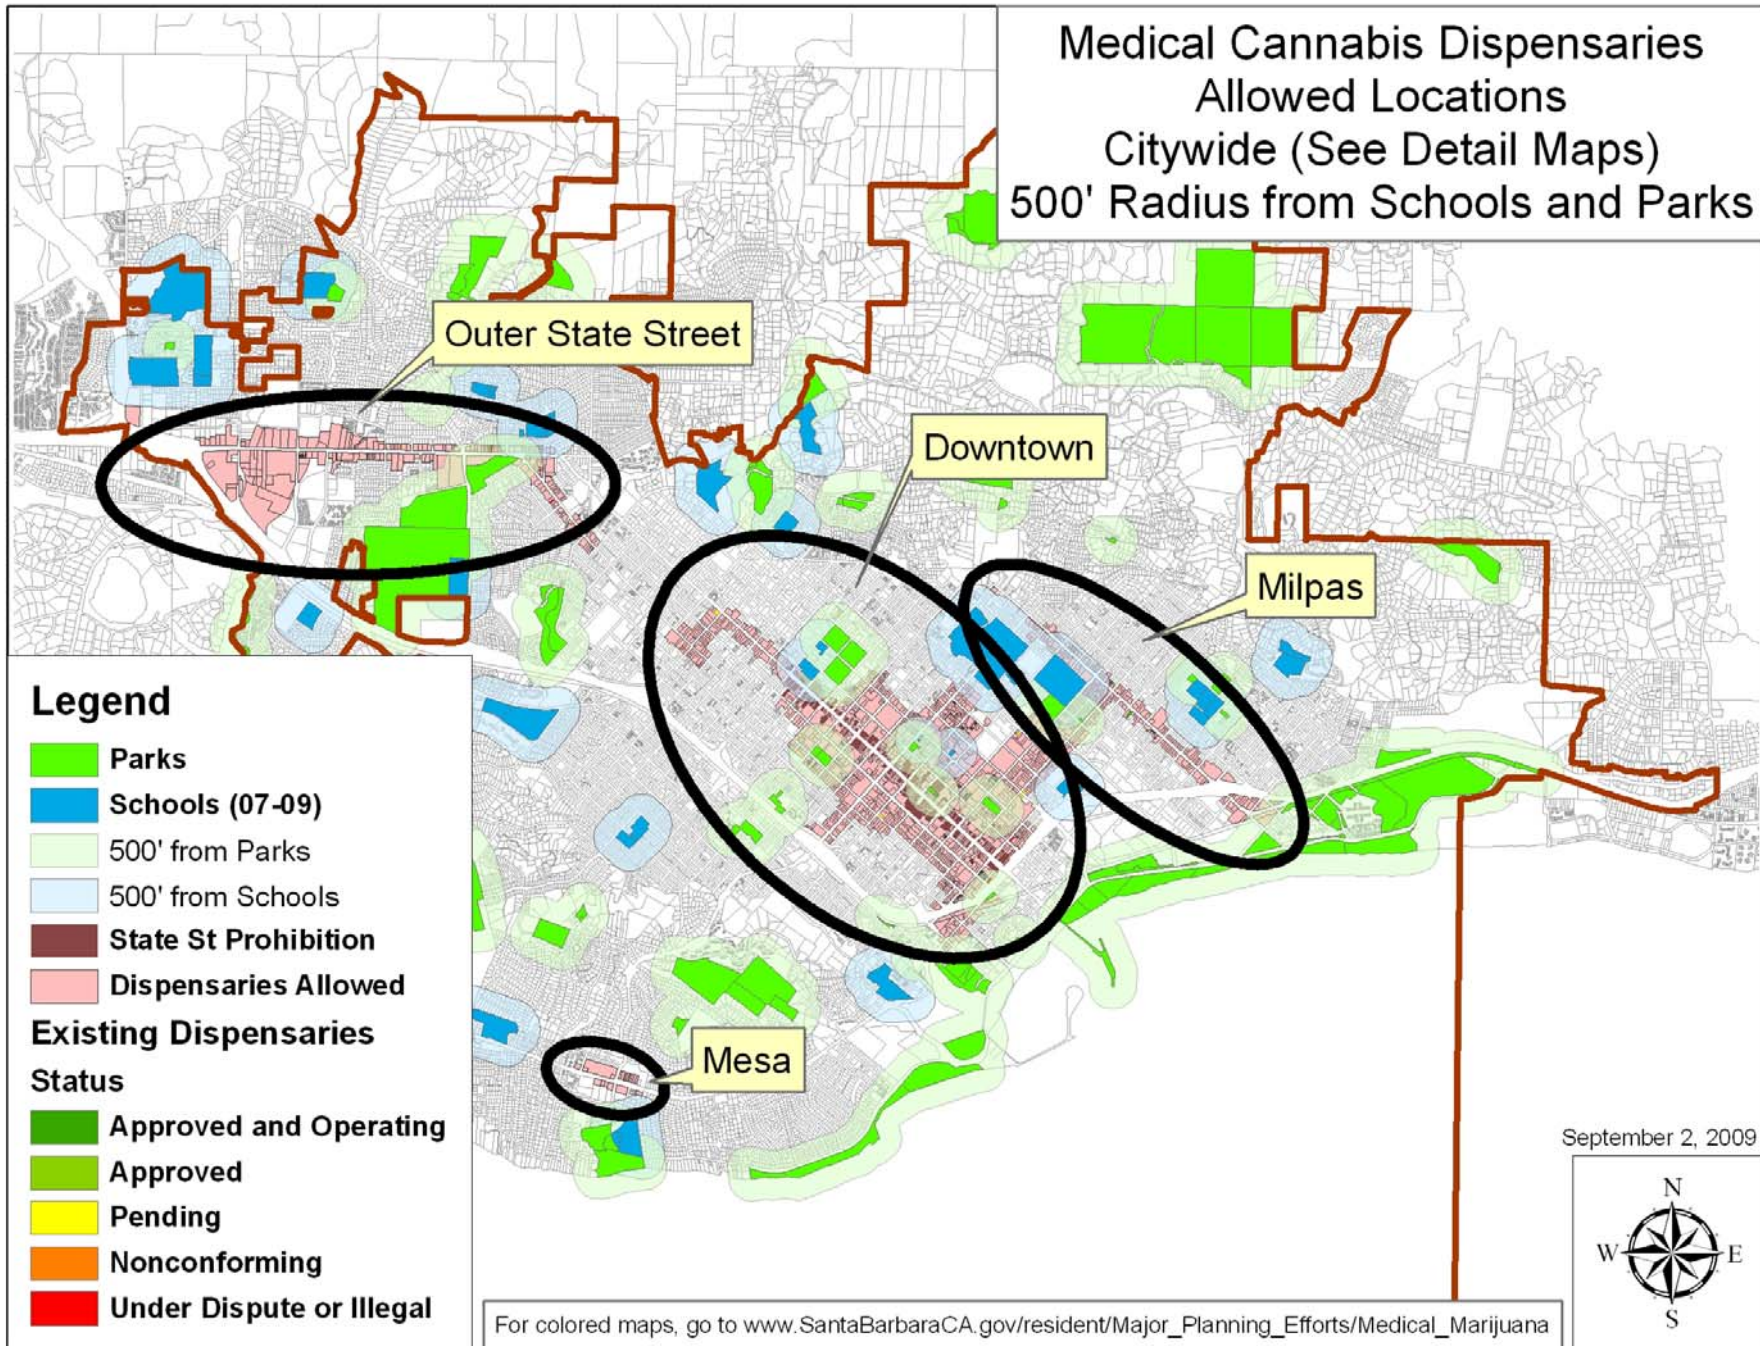 Medical Cannabis Dispensaries
Allowed Locations
Citywide (See Detail Maps)
500' Radius from Schools and Parks
Outer State Street
Downtown
Milpas
Mesa
Legend
Parks
Schools (07-09)
500' from Parks
500' from Schools
State St Prohibition
Dispensaries Allowed
Existing Dispensaries
Status
Approved and Operating
Approved
Pending
Nonconforming
Under Dispute or Illegal
September 2, 2009
N
W E
S
For colored maps, go to www.SantaBarbaraCA.gov/resident/Major_Planning_Efforts/Medical_Marijuana